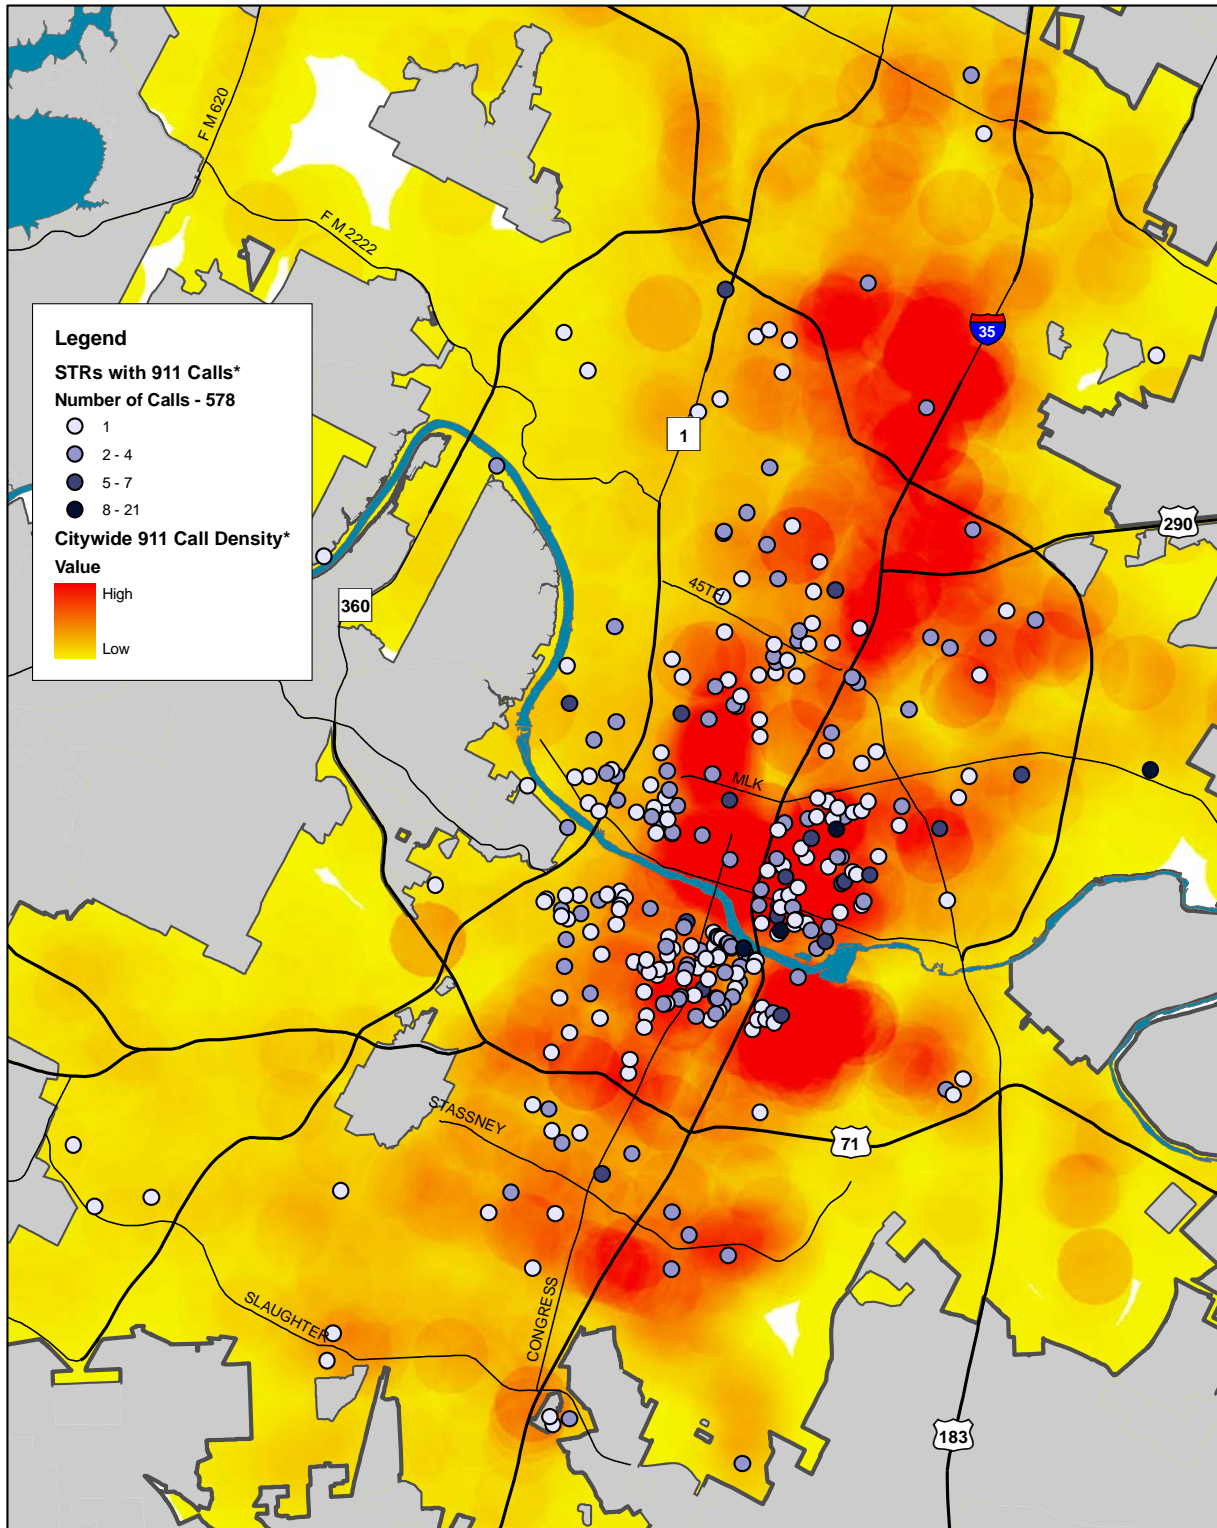 F M 620
F M 2222
Legend
STRs with 911 Calls*
Number of Calls - 578
1
2 - 4
5 - 7
8 - 21
Citywide 911 Call Density*
Value
High
Low
35
1
290
360
45TH
MLK
STASSNEY
71
SLAUGHTER
CONGRESS
183